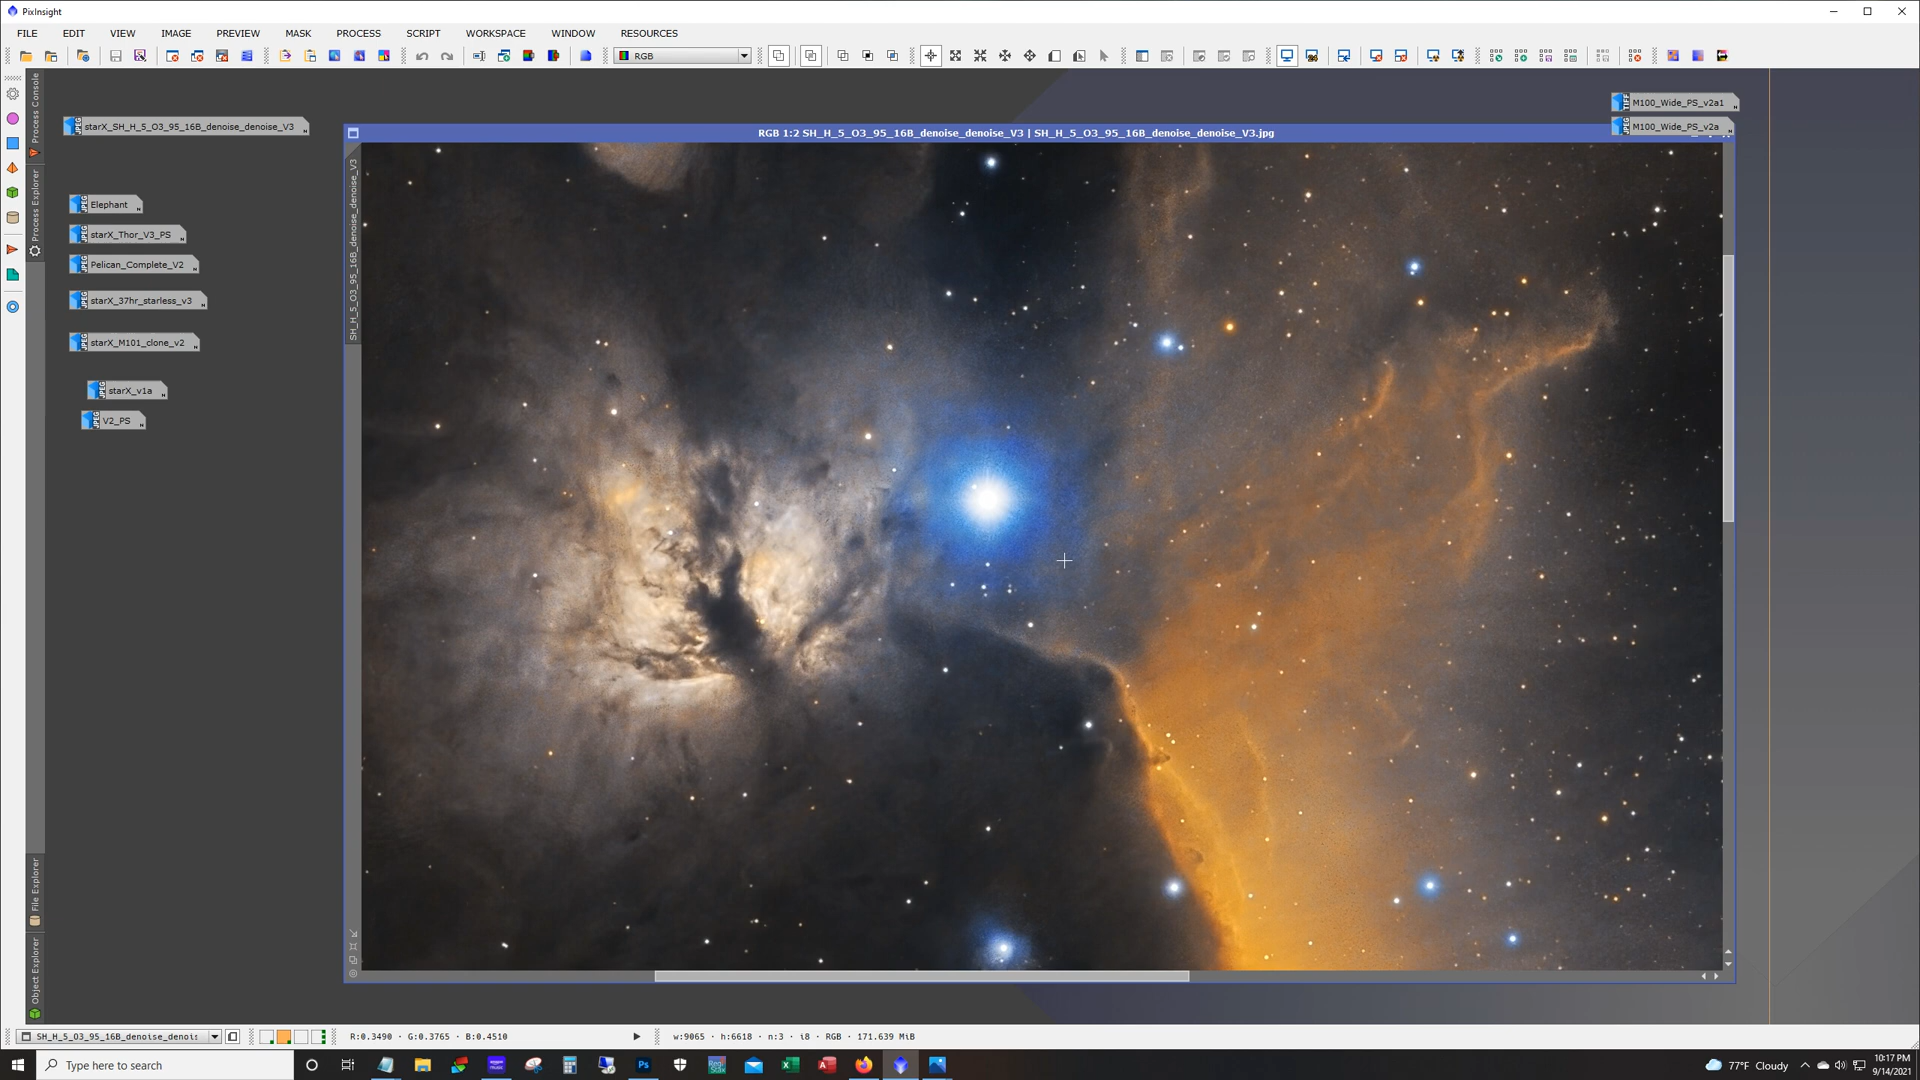 PixInsight
FILE EDIT VIEW IMAGE PREVIEW MASK PROCESS SCRIPT WORKSPACE WINDOW RESOURCES
RGB
Process Console
Process Explorer
File Explorer
Object Explorer
starX_SH_H_5_O3_95_16B_denoise_denoise_V3
Elephant
starX_Thor_V3_PS
Pelican_Complete_V2
starX_37hr_starless_v3
starX_M101_clone_v2
starX_v1a
V2_PS
M100_Wide_PS_v2a1
M100_Wide_PS_v2a
RGB 1:2 SH_H_5_O3_95_16B_denoise_denoise_V3 | SH_H_5_O3_95_16B_denoise_denoise_V3.jpg
SH_H_5_O3_95_16B_denoise_denoise_V3
SH_H_5_O3_95_16B_denoise_denois
R:0.3490 · G:0.3765 · B:0.4510
w:9065 · h:6618 · n:3 · i8 · RGB · 171.639 MiB
Type here to search
77°F Cloudy
10:17 PM
9/14/2021